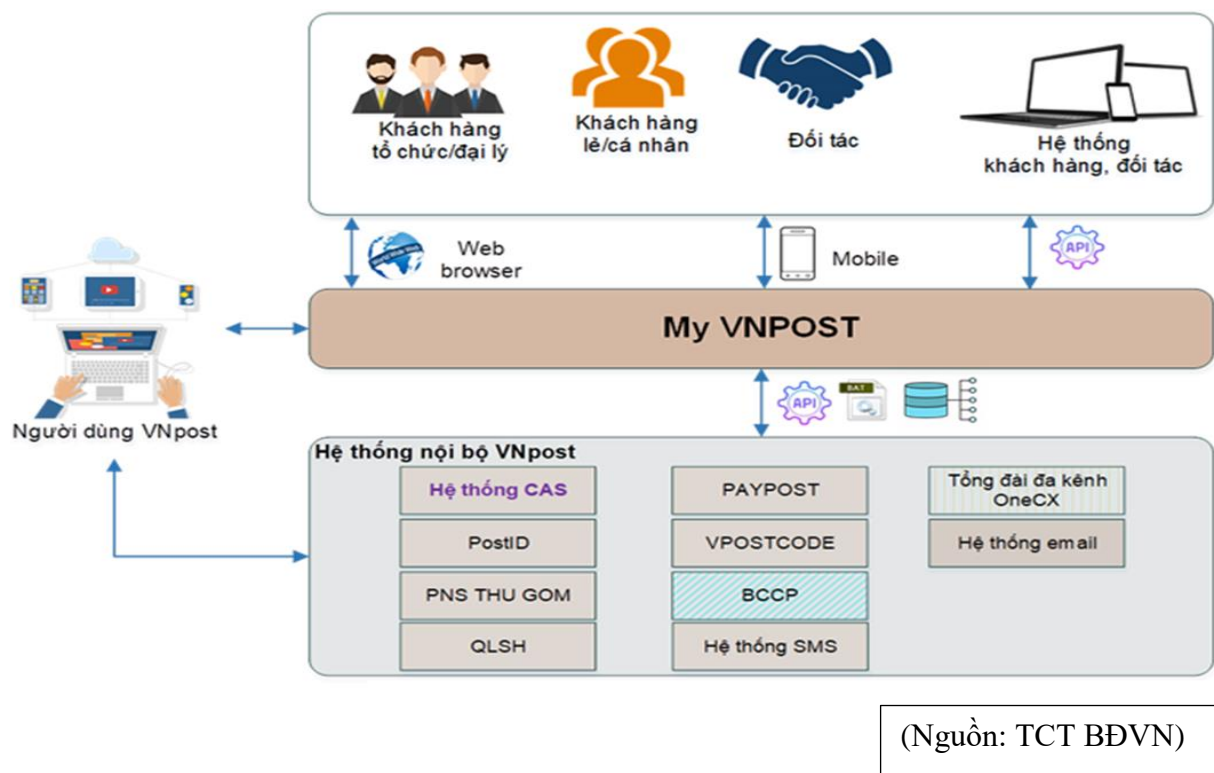 Khách hàng
tổ chức/đại lý
Khách hàng
lẻ/cá nhân
Đối tác
Hệ thống
khách hàng, đối tác
Web
browser
Mobile
API
My VNPOST
API
BAT
Người dùng VNpost
Hệ thống nội bộ VNpost
Hệ thống CAS
PAYPOST
Tổng đài đa kênh
OneCX
PostID
VPOSTCODE
Hệ thống email
PNS THU GOM
BCCP
QLSH
Hệ thống SMS
(Nguồn: TCT BĐVN)